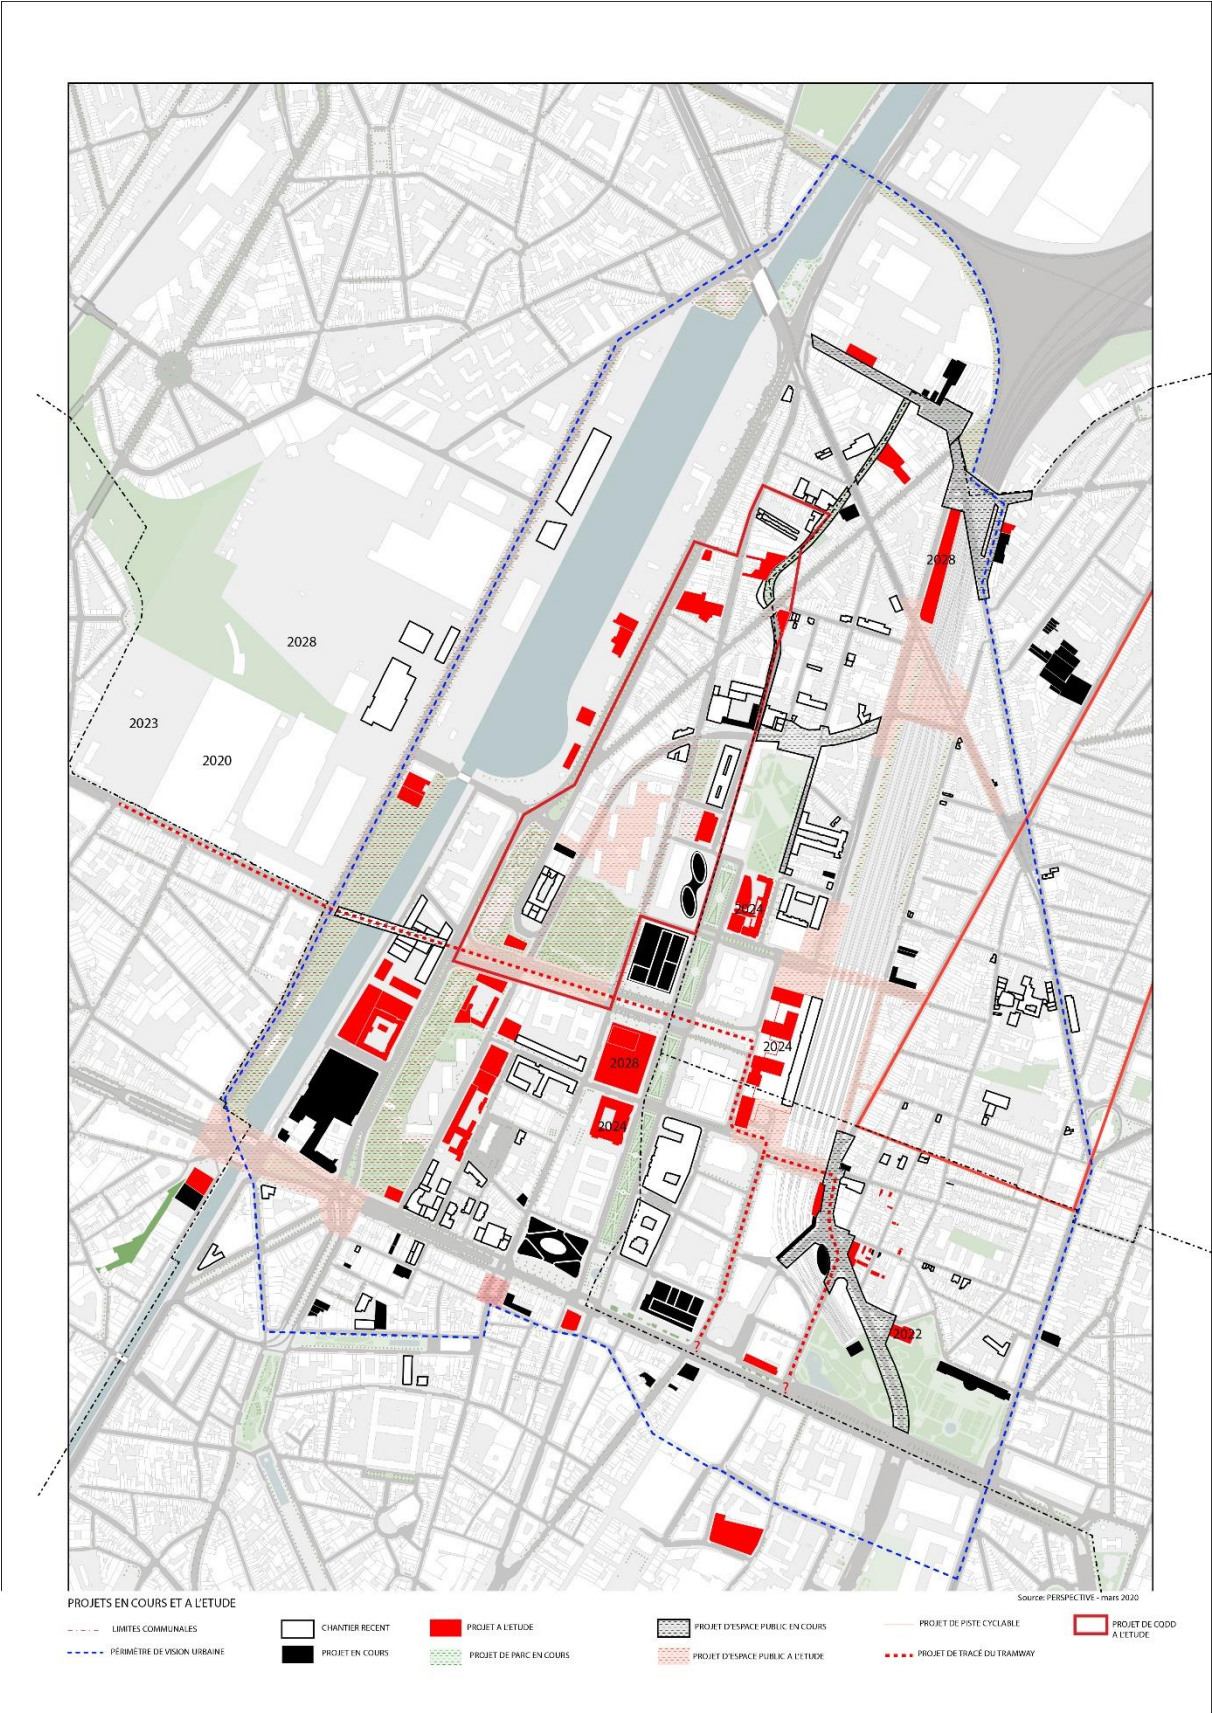 2028
2028
2023
2020
2024
2024
2028
2024
2022
?
?
PROJETS EN COURS ET A L'ETUDE
Source: PERSPECTIVE - mars 2020
LIMITES COMMUNALES
CHANTIER RECENT
PROJET A L'ETUDE
PROJET D'ESPACE PUBLIC EN COURS
PROJET DE PISTE CYCLABLE
PROJET DE CQDD
A L'ETUDE
PÉRIMÈTRE DE VISION URBAINE
PROJET EN COURS
PROJET DE PARC EN COURS
PROJET D'ESPACE PUBLIC A L'ETUDE
PROJET DE TRACÉ DU TRAMWAY